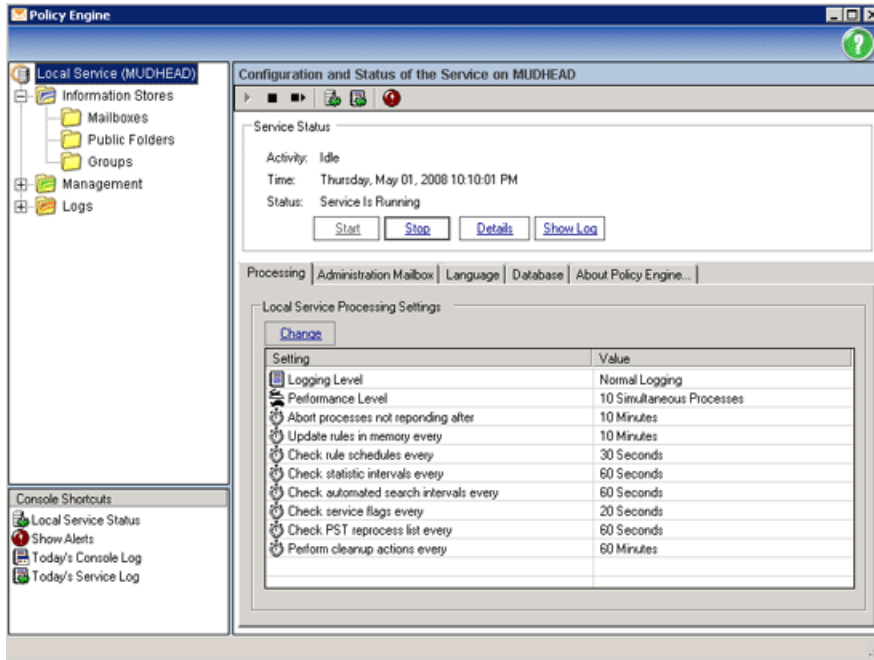 Policy Engine
Local Service (MUDHEAD)
Information Stores
Mailboxes
Public Folders
Groups
Management
Logs
Console Shortcuts
Local Service Status
Show Alerts
Today's Console Log
Today's Service Log
Configuration and Status of the Service on MUDHEAD
Service Status
Activity: Idle
Time: Thursday, May 01, 2008 10:10:01 PM
Status: Service Is Running
Start Stop Details Show Log
Processing Administration Mailbox Language Database About Policy Engine...
Local Service Processing Settings
Change
Setting Value
Logging Level Normal Logging
Performance Level 10 Simultaneous Processes
Abort processes not reponding after 10 Minutes
Update rules in memory every 10 Minutes
Check rule schedules every 30 Seconds
Check statistic intervals every 60 Seconds
Check automated search intervals every 60 Seconds
Check service flags every 20 Seconds
Check PST reprocess list every 60 Seconds
Perform cleanup actions every 60 Minutes